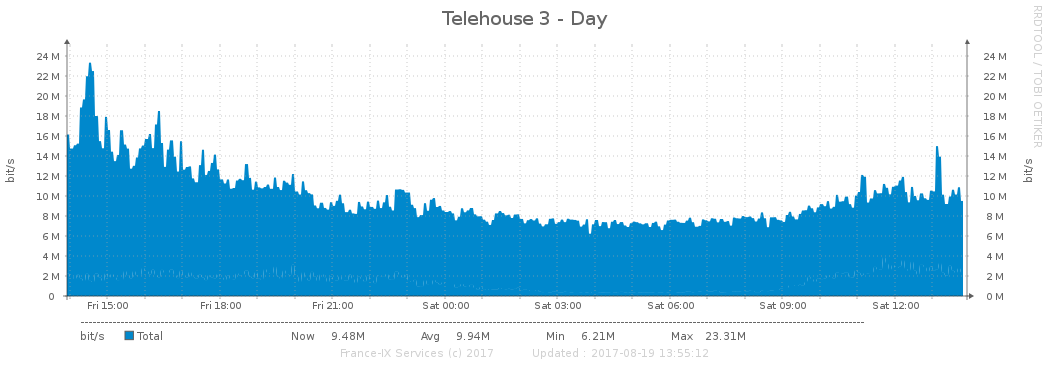 Telehouse 3 - Day
RRDTOOL / TOBI OETIKER
24 M 24 M
22 M 22 M
20 M 20 M
18 M 18 M
16 M 16 M
14 M 14 M
12 M 12 M
10 M 10 M
8 M 8 M
6 M 6 M
4 M 4 M
2 M 2 M
0 0 M
bit/s
bit/s
Fri 15:00 Fri 18:00 Fri 21:00 Sat 00:00 Sat 03:00 Sat 06:00 Sat 09:00 Sat 12:00
bit/s Total Now 9.48M Avg 9.94M Min 6.21M Max 23.31M
France-IX Services (c) 2017 Updated : 2017-08-19 13:55:12